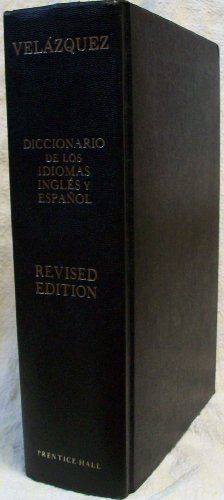 VELÁZQUEZ
DICCIONARIO
DE LOS
IDIOMAS
INGLÉS Y
ESPAÑOL
REVISED
EDITION
PRENTICE-HALL